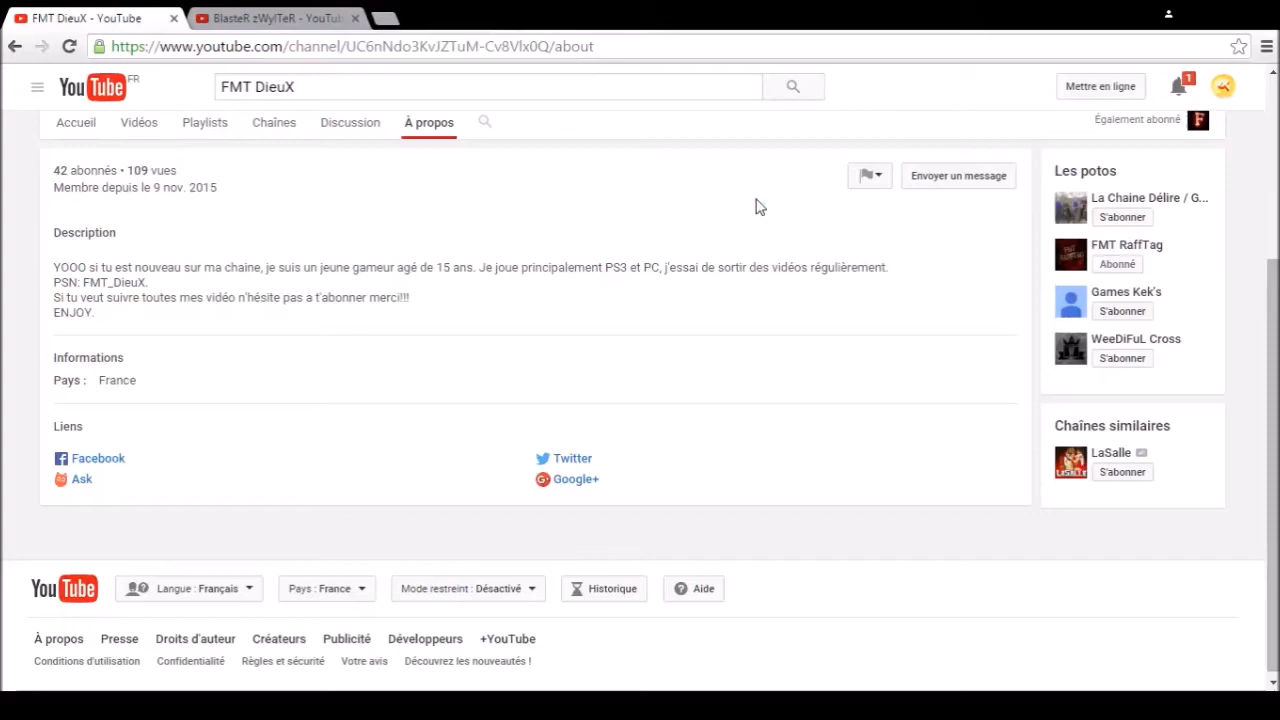 FMT DieuX - YouTube
BlasteR zWyITeR - YouTub
https://www.youtube.com/channel/UC6nNdo3KvJZTuM-Cv8Vlx0Q/about
YouTube FR
FMT DieuX
Mettre en ligne
1
Accueil Vidéos Playlists Chaînes Discussion À propos
Également abonné
42 abonnés • 109 vues
Membre depuis le 9 nov. 2015
Envoyer un message
Description
YOOO si tu est nouveau sur ma chaine, je suis un jeune gameur agé de 15 ans. Je joue principalement PS3 et PC, j'essai de sortir des vidéos régulièrement.
PSN: FMT_DieuX.
Si tu veut suivre toutes mes vidéo n'hésite pas a t'abonner merci!!!
ENJOY.
Informations
Pays : France
Liens
Facebook
Twitter
Ask
Google+
Les potos
La Chaine Délire / G...
S'abonner
FMT RaffTag
Abonné
Games Kek's
S'abonner
WeeDiFuL Cross
S'abonner
Chaînes similaires
LaSalle
S'abonner
YouTube
Langue : Français
Pays : France
Mode restreint : Désactivé
Historique
Aide
À propos Presse Droits d'auteur Créateurs Publicité Développeurs +YouTube
Conditions d'utilisation Confidentialité Règles et sécurité Votre avis Découvrez les nouveautés !